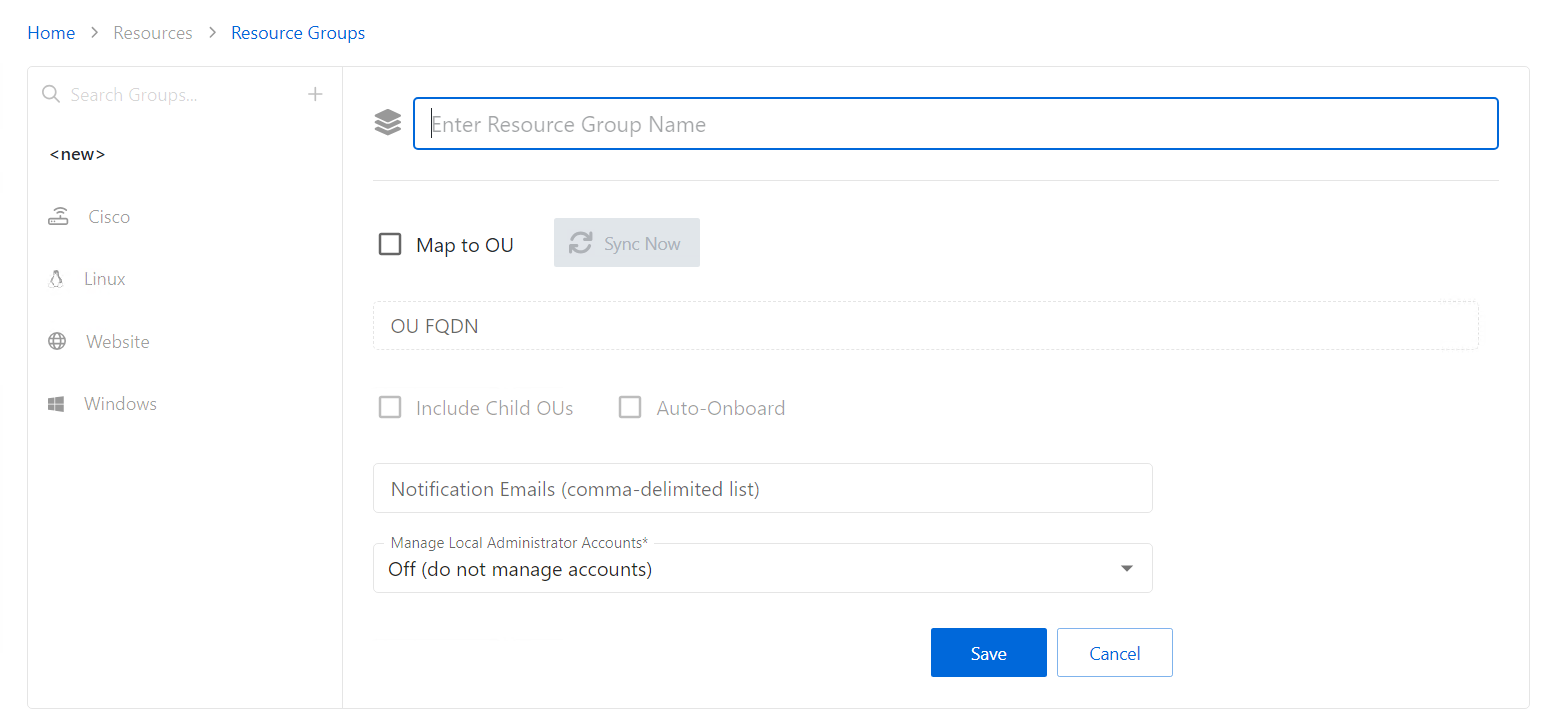 Home > Resources > Resource Groups
Search Groups...
<new>
Cisco
Linux
Website
Windows
Enter Resource Group Name
Map to OU
Sync Now
OU FQDN
Include Child OUs
Auto-Onboard
Notification Emails (comma-delimited list)
Manage Local Administrator Accounts*
Off (do not manage accounts)
Save
Cancel